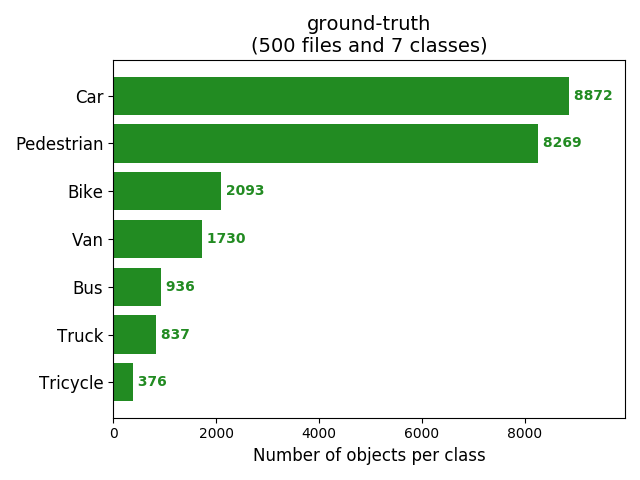 ground-truth
(500 files and 7 classes)
Car 8872
Pedestrian 8269
Bike 2093
Van 1730
Bus 936
Truck 837
Tricycle 376
0 2000 4000 6000 8000
Number of objects per class